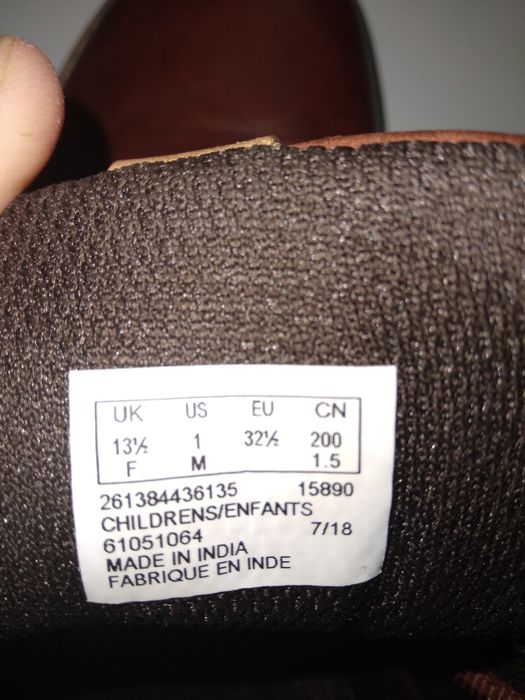 UK US EU CN
13½ 1 32½ 200
F M 1.5
261384436135 15890
CHILDRENS/ENFANTS
61051064 7/18
MADE IN INDIA
FABRIQUE EN INDE